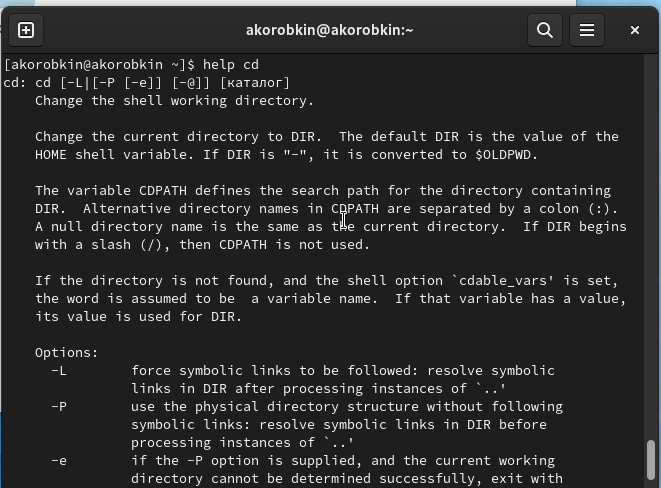 akorobkin@akorobkin:~
[akorobkin@akorobkin ~]$ help cd
cd: cd [-L|[-P [-e]] [-@]] [каталог]
Change the shell working directory.
Change the current directory to DIR.  The default DIR is the value of the
HOME shell variable. If DIR is "-", it is converted to $OLDPWD.
The variable CDPATH defines the search path for the directory containing
DIR.  Alternative directory names in CDPATH are separated by a colon (:).
A null directory name is the same as the current directory.  If DIR begins
with a slash (/), then CDPATH is not used.
If the directory is not found, and the shell option `cdable_vars' is set,
the word is assumed to be  a variable name.  If that variable has a value,
its value is used for DIR.
Options:
-L        force symbolic links to be followed: resolve symbolic
links in DIR after processing instances of `..'
-P        use the physical directory structure without following
symbolic links: resolve symbolic links in DIR before
processing instances of `..'
-e        if the -P option is supplied, and the current working
directory cannot be determined successfully, exit with